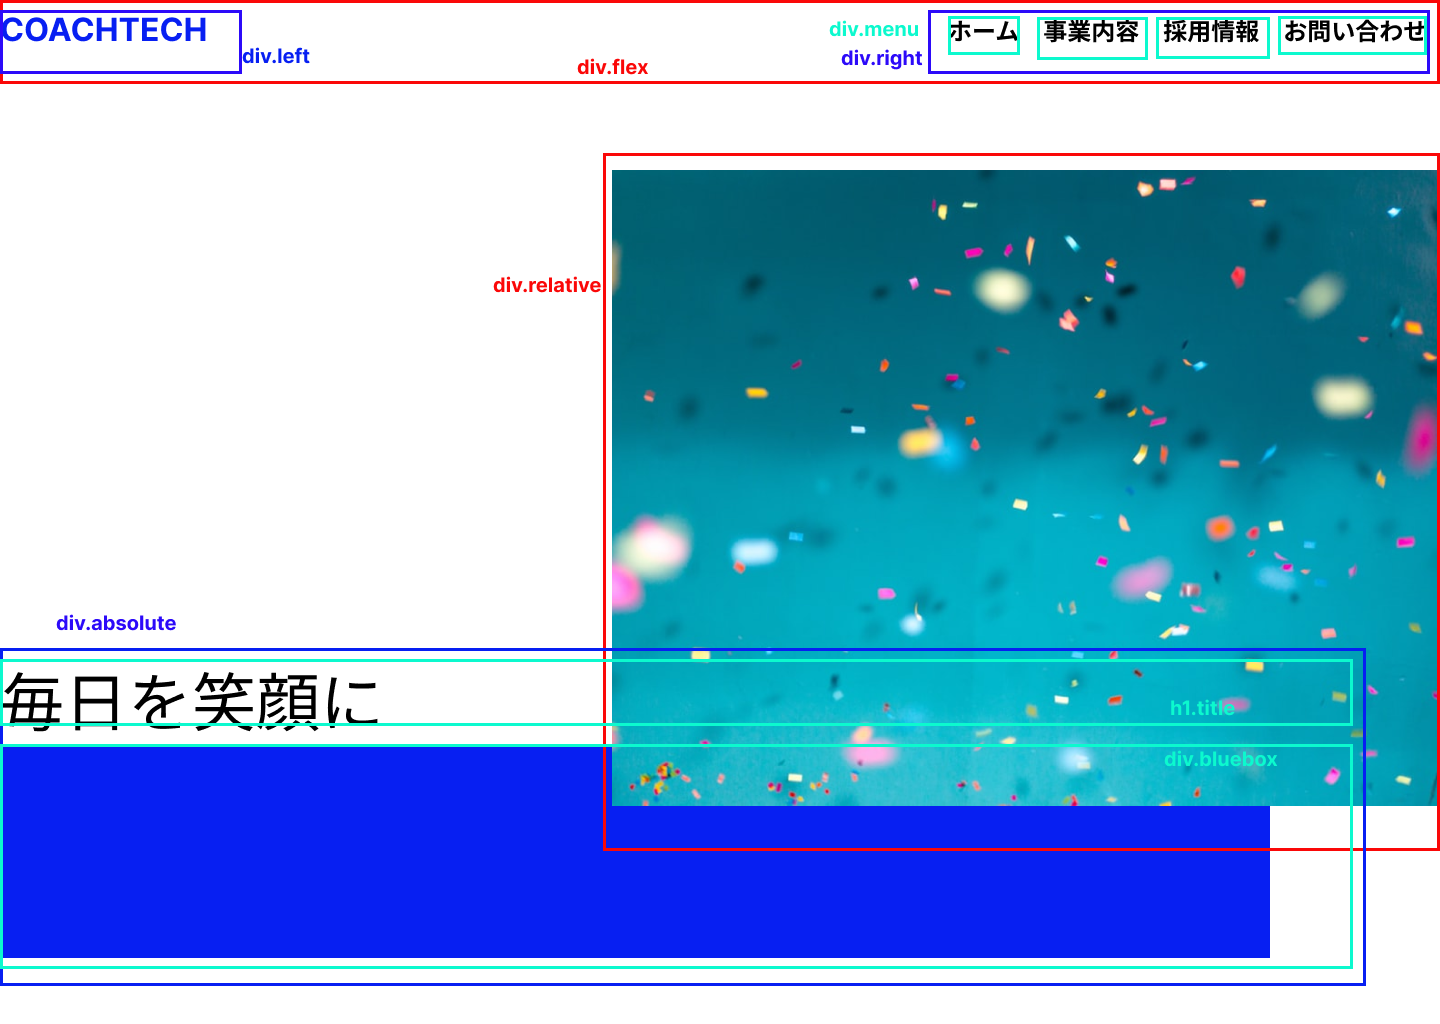 COACHTECH
div.left
div.flex
div.menu
div.right
ホーム
事業内容
採用情報
お問い合わせ
div.relative
div.absolute
毎日を笑顔に
h1.title
div.bluebox